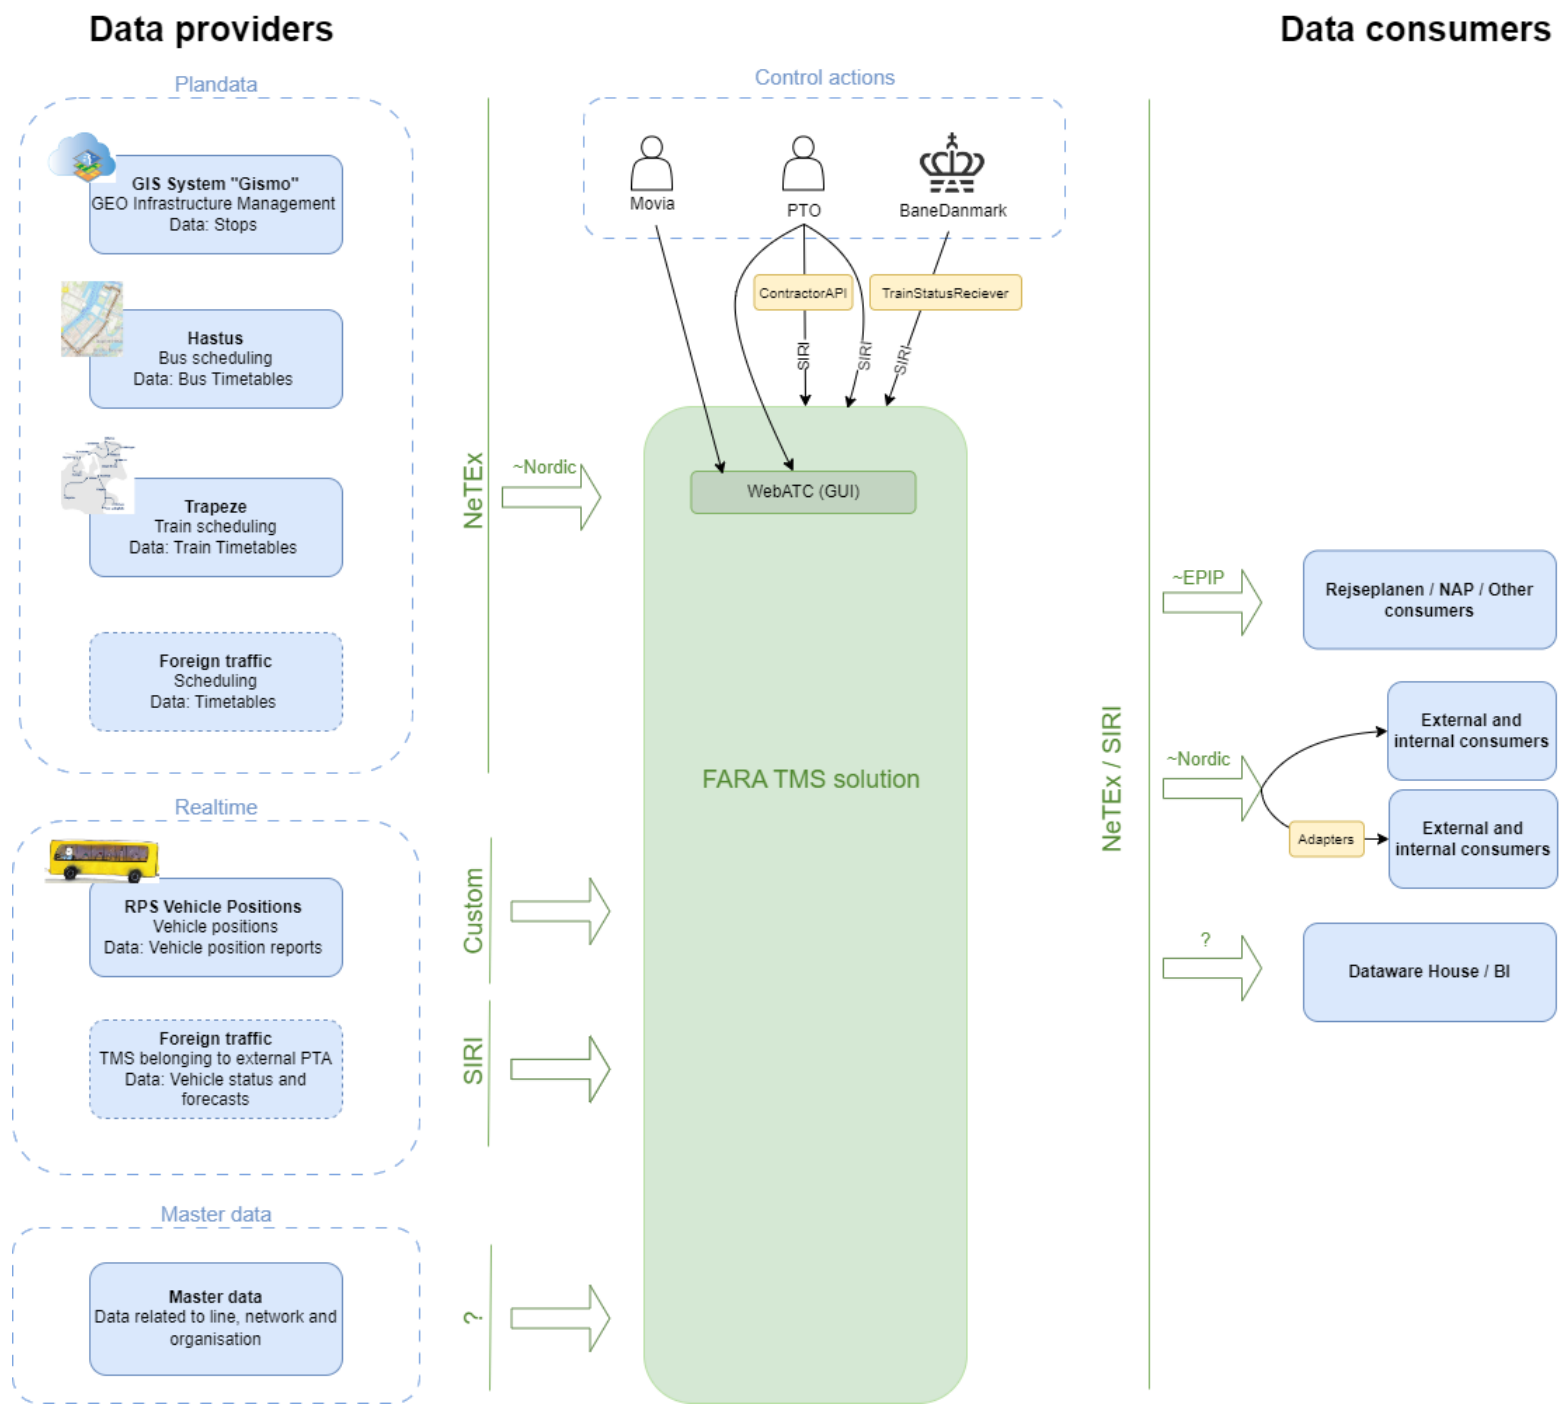 Data providers
Data consumers
Plandata
Control actions
GIS System "Gismo"
GEO Infrastructure Management
Data: Stops
Hastus
Bus scheduling
Data: Bus Timetables
Trapeze
Train scheduling
Data: Train Timetables
Foreign traffic
Scheduling
Data: Timetables
NeTEx
~Nordic
Movia
PTO
BaneDanmark
ContractorAPI
TrainStatusReciever
SIRI
SIRI
SIRI
WebATC (GUI)
FARA TMS solution
Realtime
RPS Vehicle Positions
Vehicle positions
Data: Vehicle position reports
Custom
Foreign traffic
TMS belonging to external PTA
Data: Vehicle status and
forecasts
SIRI
Master data
Master data
Data related to line, network and
organisation
?
NeTEx / SIRI
~EPIP
Rejseplanen / NAP / Other
consumers
~Nordic
External and
internal consumers
Adapters
External and
internal consumers
?
Dataware House / BI